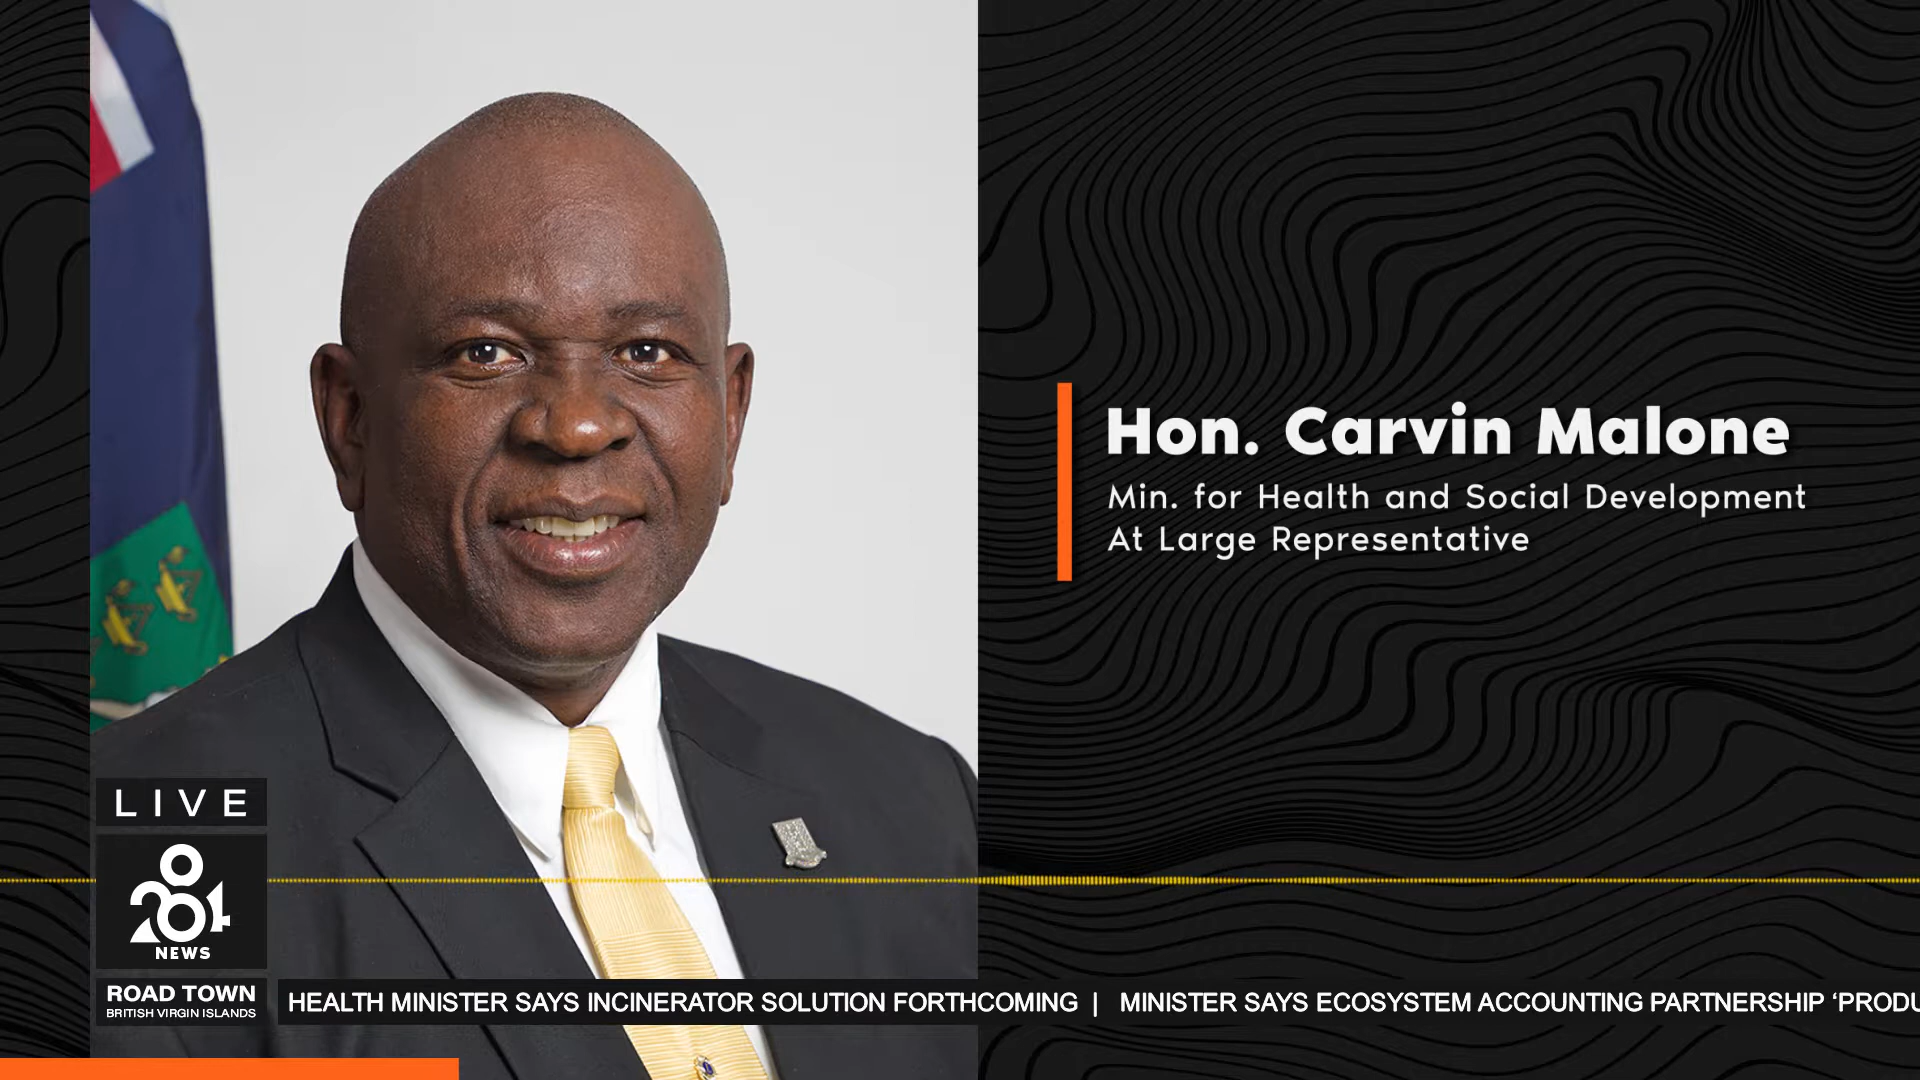 Hon. Carvin Malone
Min. for Health and Social Development
At Large Representative
LIVE
284
NEWS
ROAD TOWN
BRITISH VIRGIN ISLANDS
HEALTH MINISTER SAYS INCINERATOR SOLUTION FORTHCOMING | MINISTER SAYS ECOSYSTEM ACCOUNTING PARTNERSHIP ‘PRODU